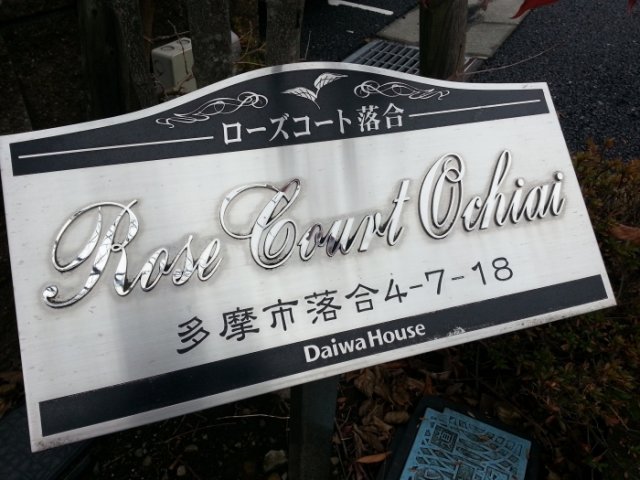 ローズコート落合
Rose Court Ochiai
多摩市落合4-7-18
DaiwaHouse